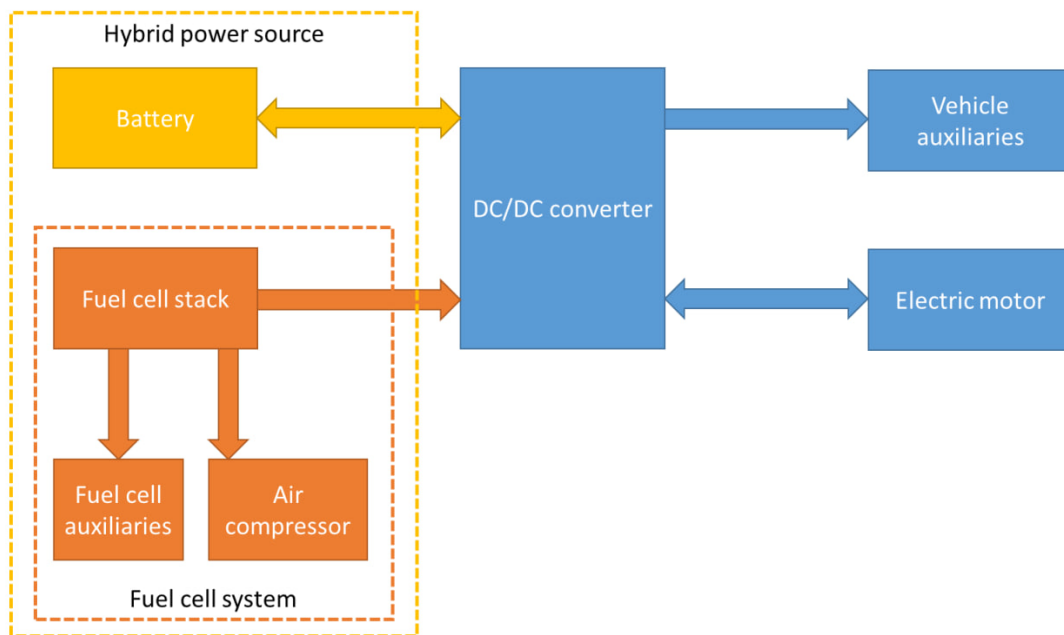 Hybrid power source
Battery
DC/DC converter
Vehicle
auxiliaries
Fuel cell stack
Electric motor
Fuel cell
auxiliaries
Air
compressor
Fuel cell system